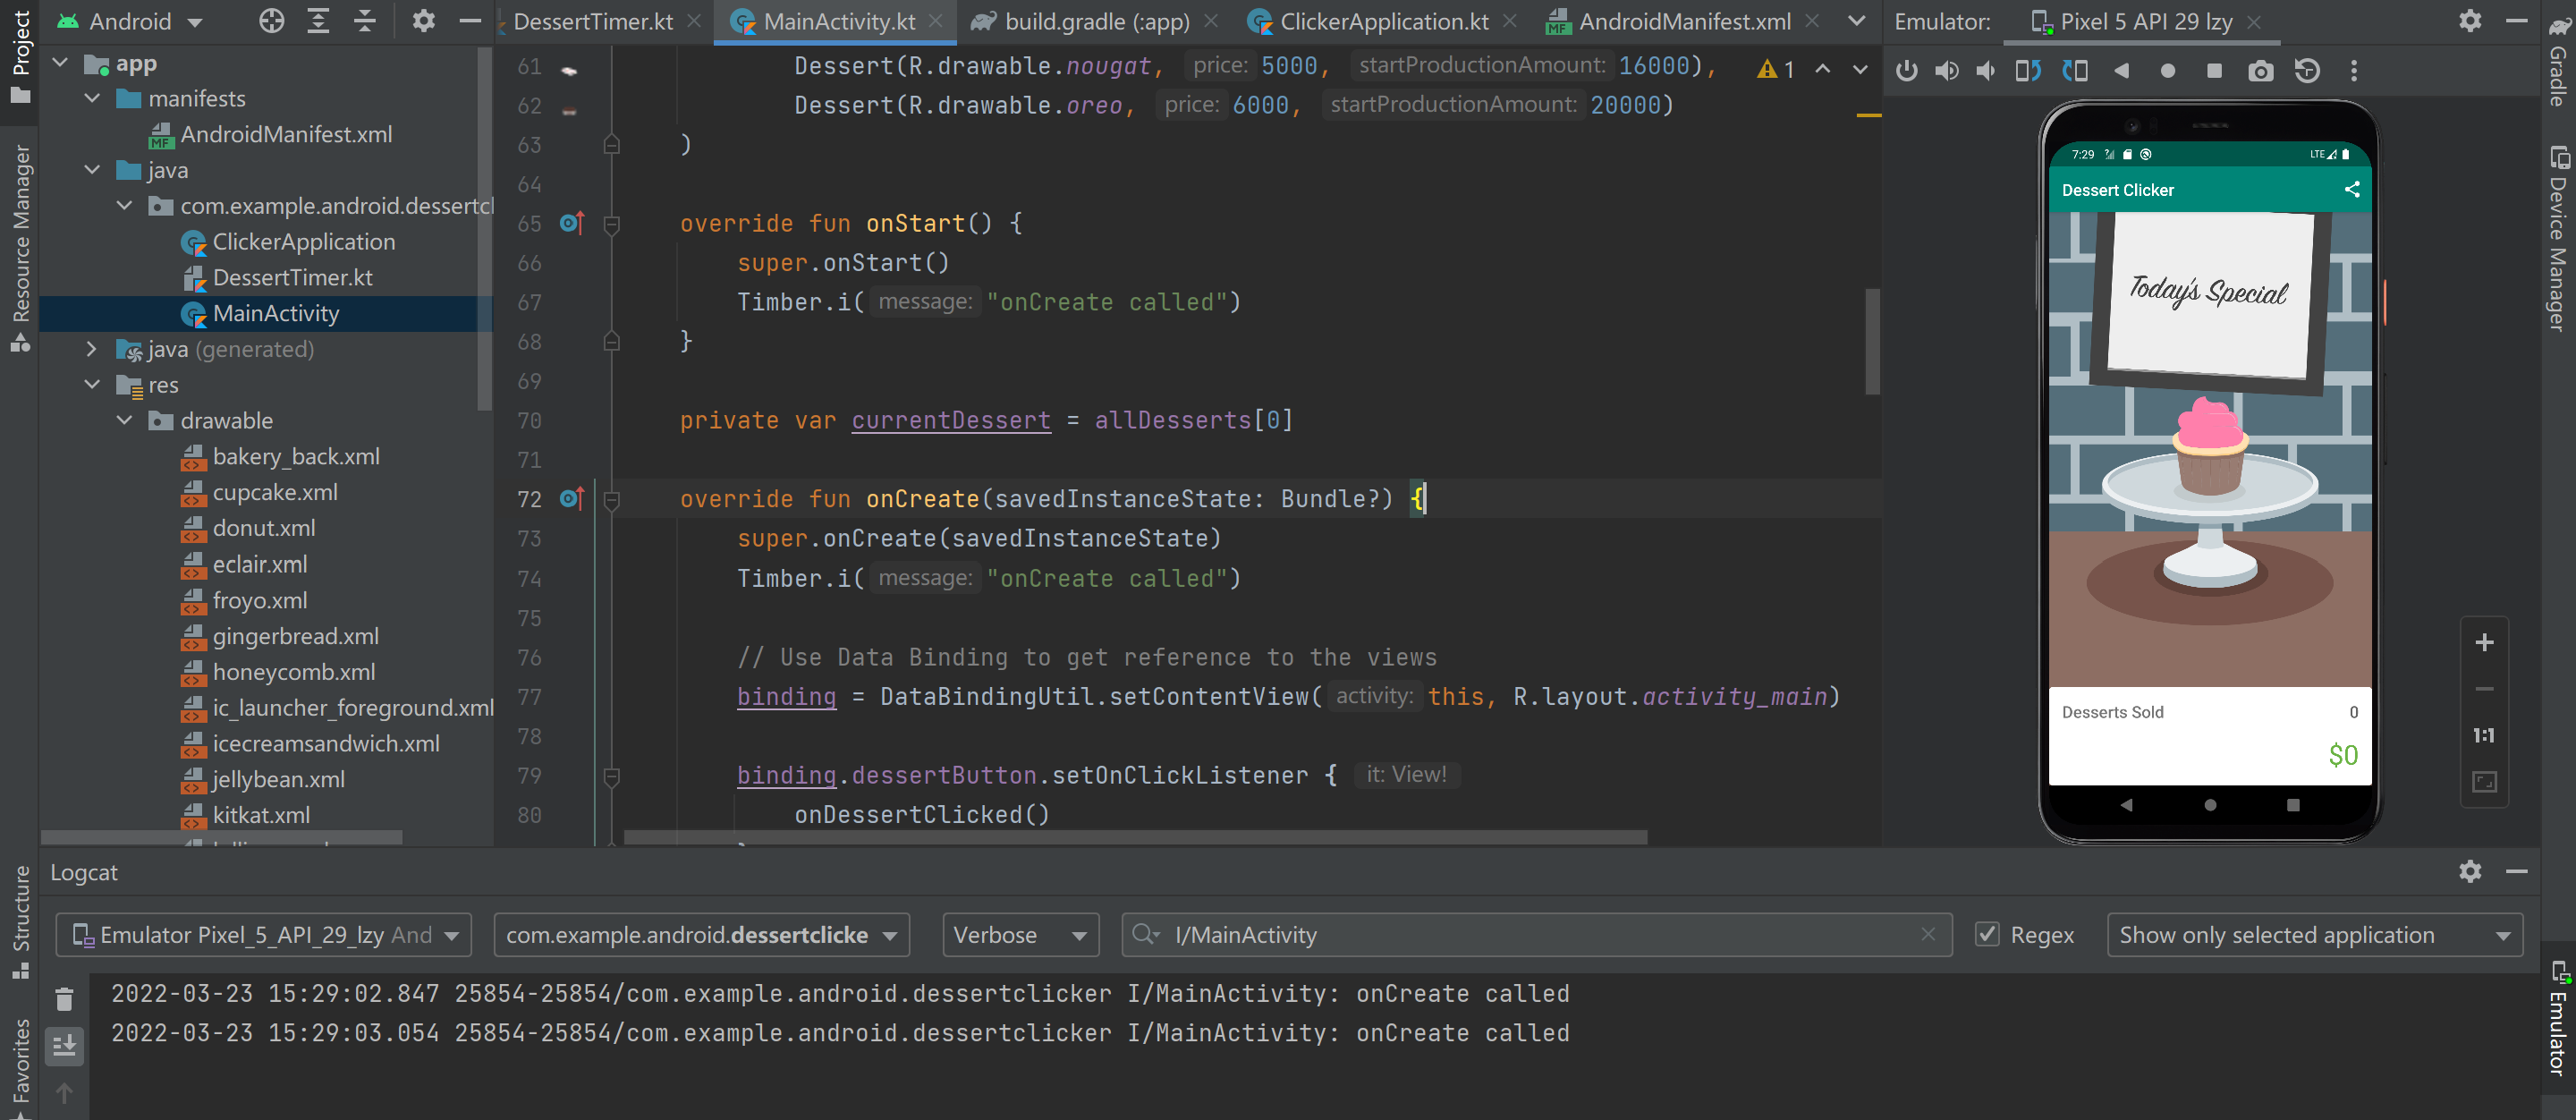 Project
Resource Manager
Structure
Favorites
Android
app
manifests
AndroidManifest.xml
java
com.example.android.dessertcl
ClickerApplication
DessertTimer.kt
MainActivity
java (generated)
res
drawable
bakery_back.xml
cupcake.xml
donut.xml
eclair.xml
froyo.xml
gingerbread.xml
honeycomb.xml
ic_launcher_foreground.xml
icecreamsandwich.xml
jellybean.xml
kitkat.xml
DessertTimer.kt MainActivity.kt build.gradle (:app) ClickerApplication.kt AndroidManifest.xml
61 Dessert(R.drawable.nougat, price: 5000, startProductionAmount: 16000), 1
62 Dessert(R.drawable.oreo, price: 6000, startProductionAmount: 20000)
63 )
64
65 override fun onStart() {
66 super.onStart()
67 Timber.i( message: "onCreate called")
68 }
69
70 private var currentDessert = allDesserts[0]
71
72 override fun onCreate(savedInstanceState: Bundle?) {
73 super.onCreate(savedInstanceState)
74 Timber.i( message: "onCreate called")
75
76 // Use Data Binding to get reference to the views
77 binding = DataBindingUtil.setContentView( activity: this, R.layout.activity_main)
78
79 binding.dessertButton.setOnClickListener { it: View!
80 onDessertClicked()
Emulator: Pixel 5 API 29 lzy
7:29 LTE
Dessert Clicker
Today's Special
Desserts Sold 0
$0
1:1
Gradle
Device Manager
Emulator
Logcat
Emulator Pixel_5_API_29_lzy And com.example.android.dessertclicke Verbose I/MainActivity Regex Show only selected application
2022-03-23 15:29:02.847 25854-25854/com.example.android.dessertclicker I/MainActivity: onCreate called
2022-03-23 15:29:03.054 25854-25854/com.example.android.dessertclicker I/MainActivity: onCreate called